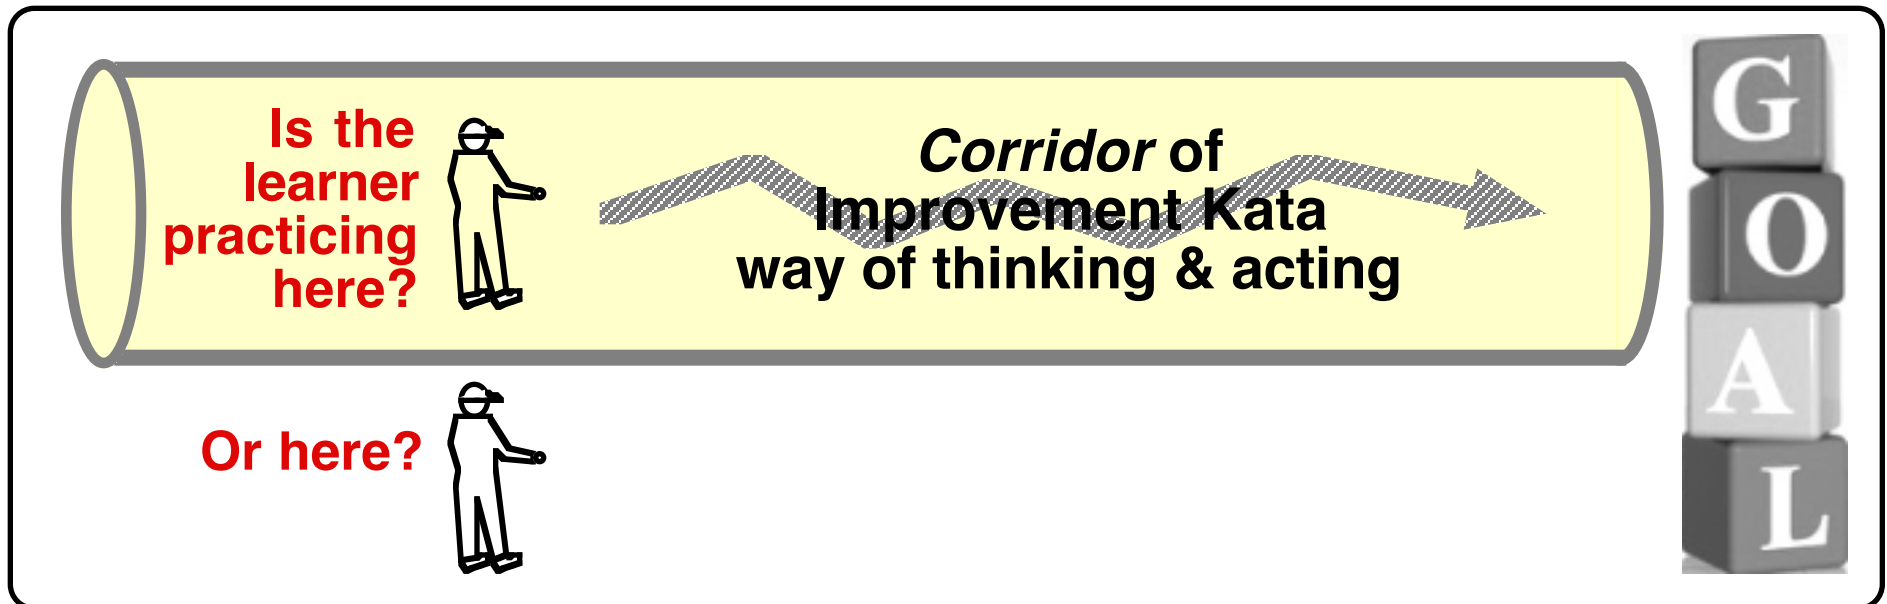 Is the
learner
practicing
here?
Corridor of
Improvement Kata
way of thinking & acting
Or here?
G
O
A
L